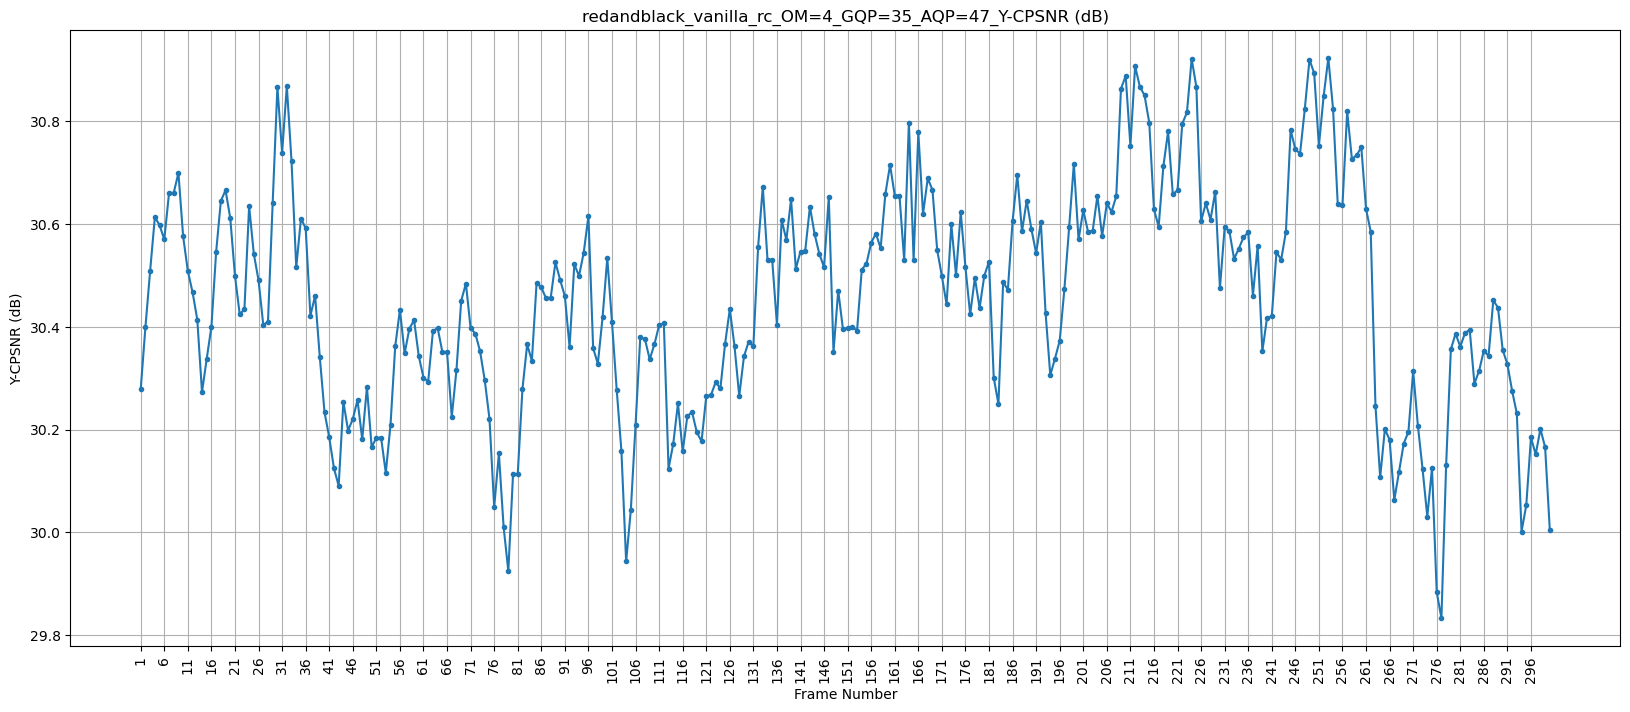 redandblack_vanilla_rc_OM=4_GQP=35_AQP=47_Y-CPSNR (dB)
Y-CPSNR (dB)
30.8
30.6
30.4
30.2
30.0
29.8
1 6 11 16 21 26 31 36 41 46 51 56 61 66 71 76 81 86 91 96 101 106 111 116 121 126 131 136 141 146 151 156 161 166 171 176 181 186 191 196 201 206 211 216 221 226 231 236 241 246 251 256 261 266 271 276 281 286 291 296
Frame Number